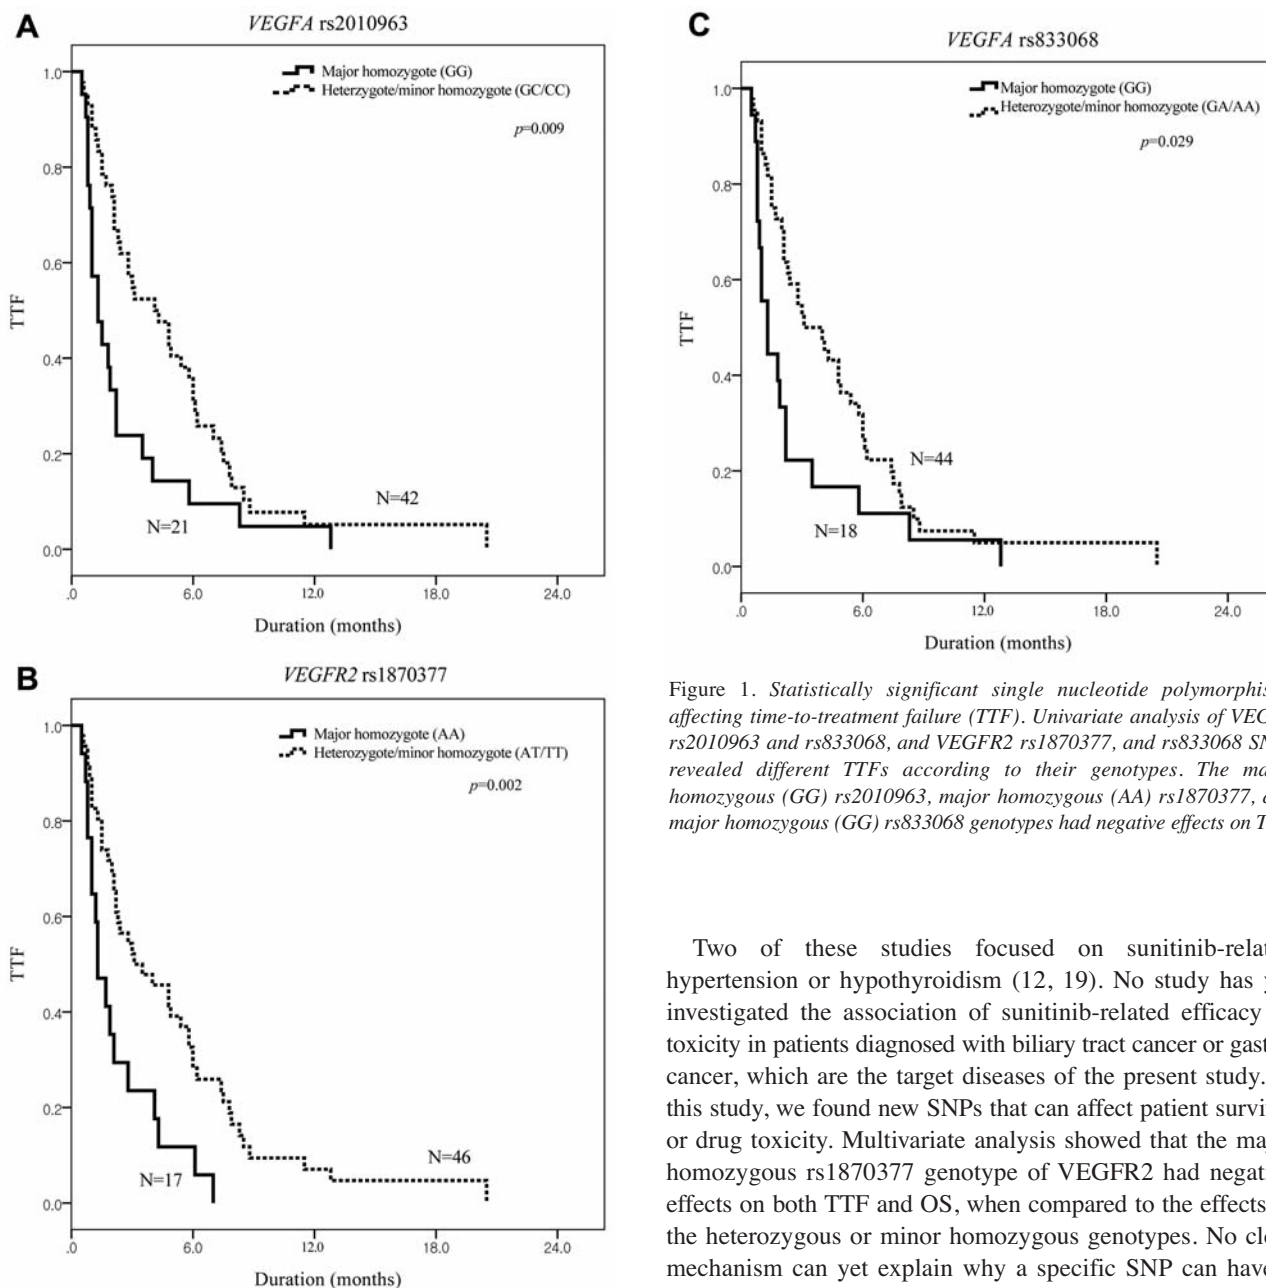 A
VEGFA rs2010963
1.0
0.8
0.6
0.4
0.2
0.0
TTF
Major homozygote (GG)
Heterzygote/minor homozygote (GC/CC)
p=0.009
N=42
N=21
.0 6.0 12.0 18.0 24.0
Duration (months)
B
VEGFR2 rs1870377
1.0
0.8
0.6
0.4
0.2
0.0
TTF
Major homozygote (AA)
Heterozygote/minor homozygote (AT/TT)
p=0.002
N=46
N=17
.0 6.0 12.0 18.0 24.0
Duration (months)
C
VEGFA rs833068
1.0
0.8
0.6
0.4
0.2
0.0
TTF
Major homozygote (GG)
Heterozygote/minor homozygote (GA/AA)
p=0.029
N=44
N=18
.0 6.0 12.0 18.0 24.0
Duration (months)
Figure 1. Statistically significant single nucleotide polymorphis
affecting time-to-treatment failure (TTF). Univariate analysis of VEG
rs2010963 and rs833068, and VEGFR2 rs1870377, and rs833068 SN
revealed different TTFs according to their genotypes. The ma
homozygous (GG) rs2010963, major homozygous (AA) rs1870377, a
major homozygous (GG) rs833068 genotypes had negative effects on T
Two of these studies focused on sunitinib-relat
hypertension or hypothyroidism (12, 19). No study has y
investigated the association of sunitinib-related efficacy
toxicity in patients diagnosed with biliary tract cancer or gast
cancer, which are the target diseases of the present study.
this study, we found new SNPs that can affect patient surviv
or drug toxicity. Multivariate analysis showed that the maj
homozygous rs1870377 genotype of VEGFR2 had negati
effects on both TTF and OS, when compared to the effects
the heterozygous or minor homozygous genotypes. No cle
mechanism can yet explain why a specific SNP can have